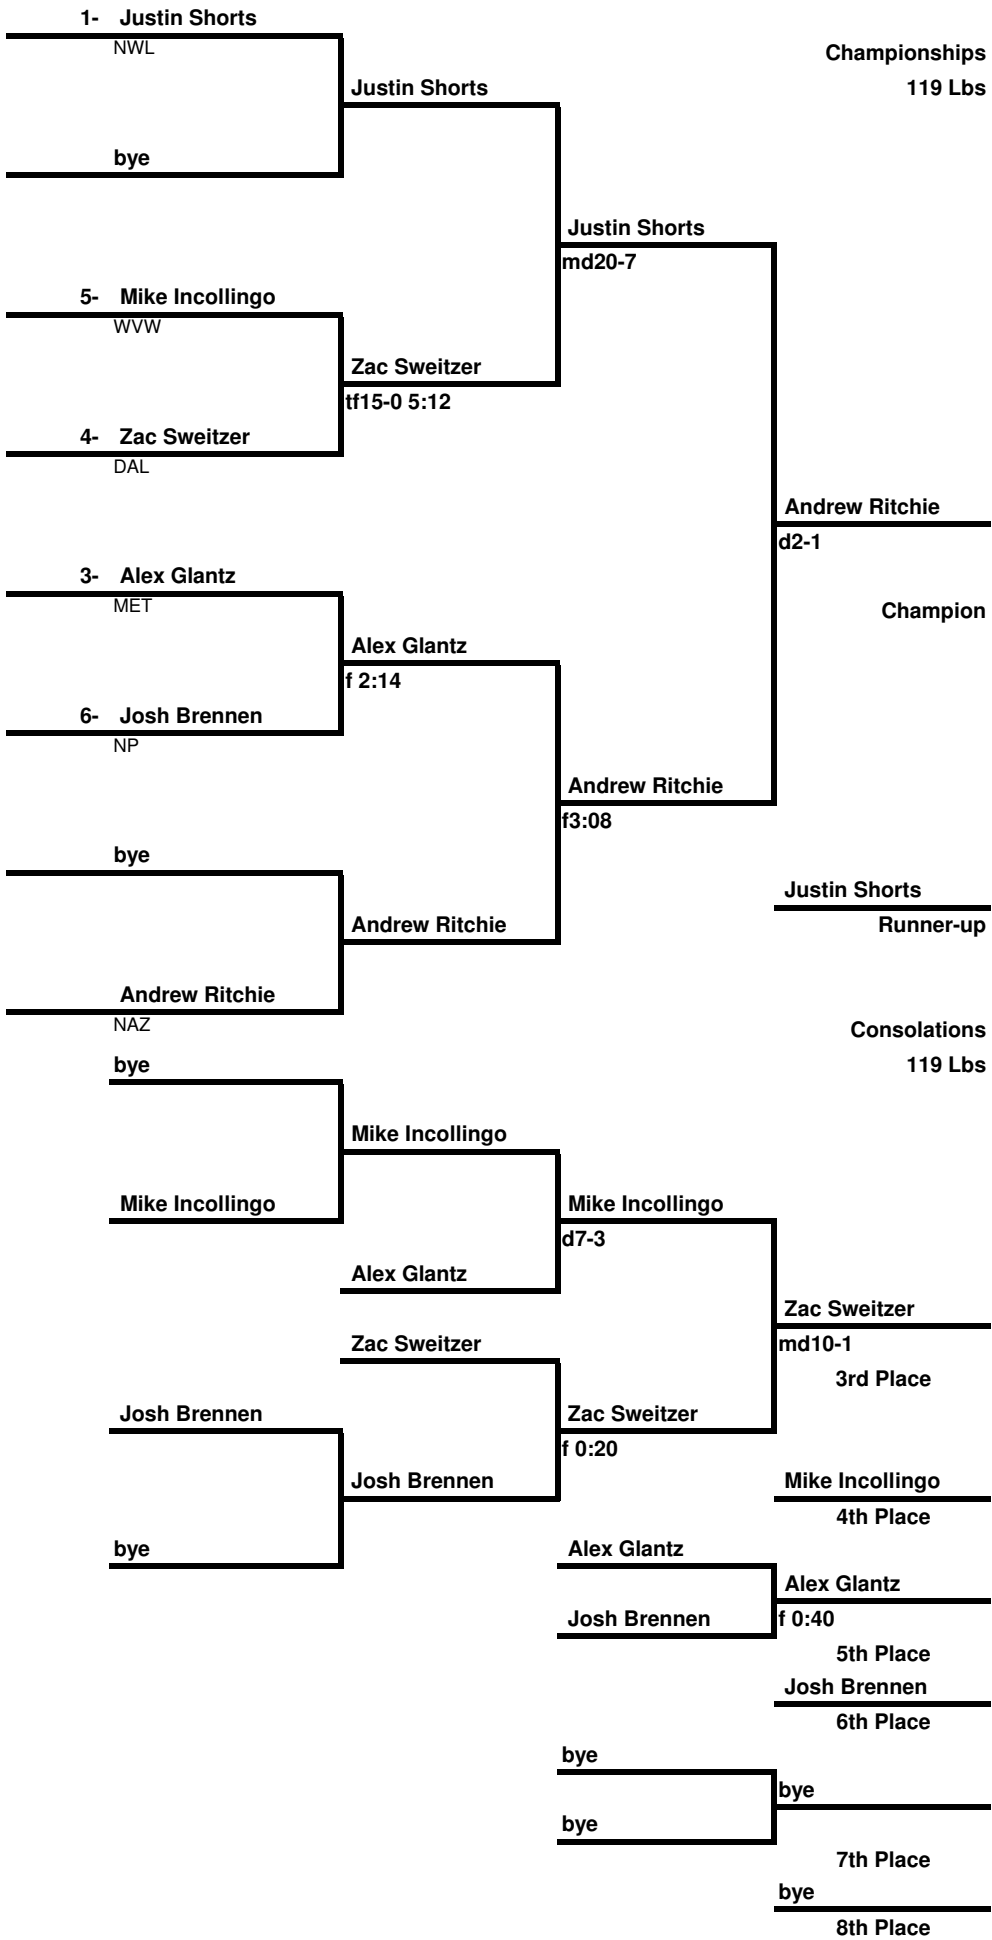 1- Justin Shorts
NWL
Championships
Justin Shorts
119 Lbs
bye
Justin Shorts
md20-7
5- Mike Incollingo
WVW
Zac Sweitzer
tf15-0 5:12
4- Zac Sweitzer
DAL
Andrew Ritchie
d2-1
3- Alex Glantz
MET
Champion
Alex Glantz
f 2:14
6- Josh Brennen
NP
Andrew Ritchie
f3:08
bye
Justin Shorts
Andrew Ritchie
Runner-up
Andrew Ritchie
NAZ
Consolations
bye
119 Lbs
Mike Incollingo
Mike Incollingo
Mike Incollingo
d7-3
Alex Glantz
Zac Sweitzer
Zac Sweitzer
md10-1
3rd Place
Josh Brennen
Zac Sweitzer
f 0:20
Josh Brennen
Mike Incollingo
4th Place
bye
Alex Glantz
Alex Glantz
Josh Brennen
f 0:40
5th Place
Josh Brennen
6th Place
bye
bye
bye
7th Place
bye
8th Place